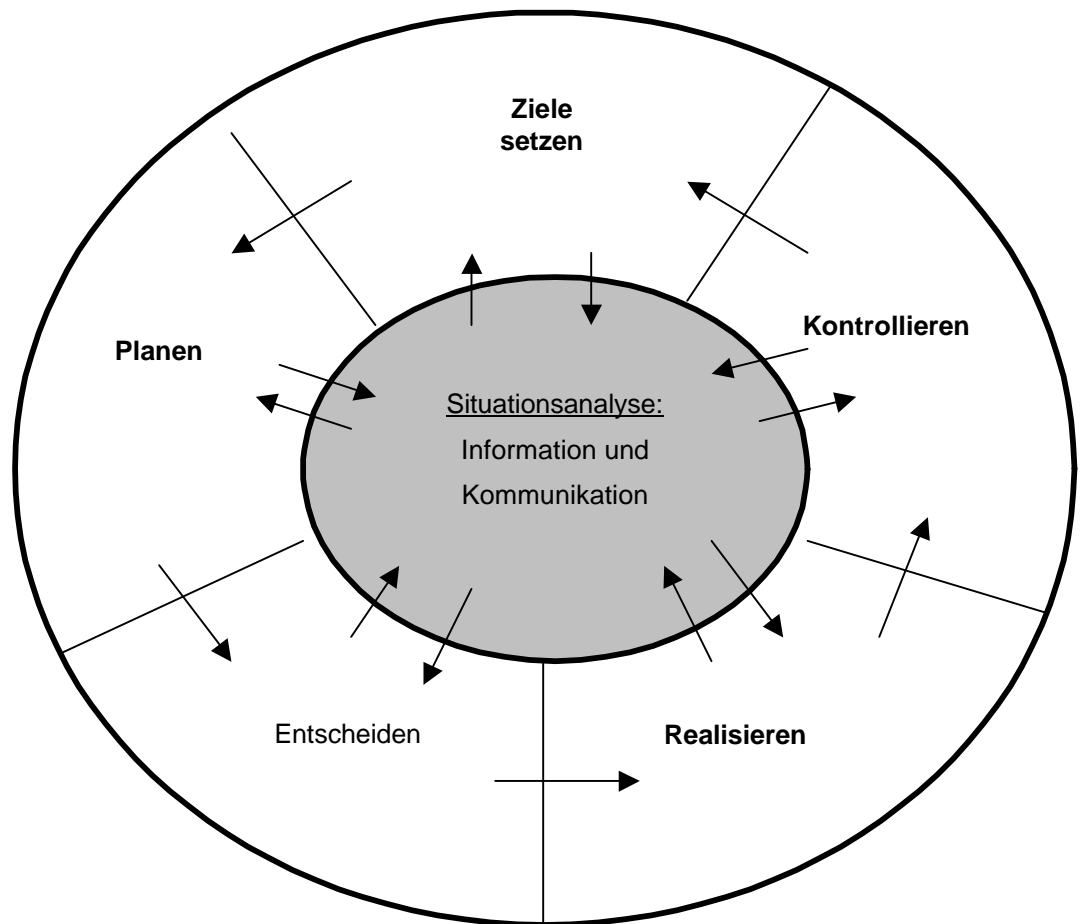 Ziele
setzen
Kontrollieren
Planen
Situationsanalyse:
Information und
Kommunikation
Entscheiden
Realisieren